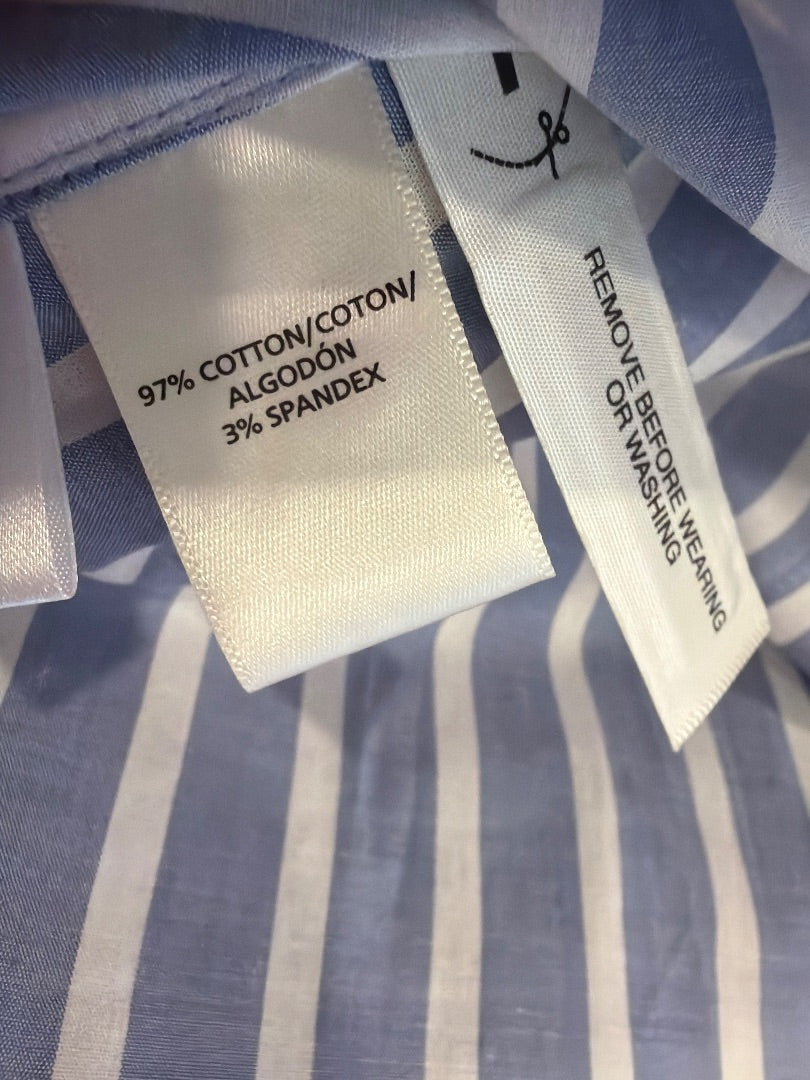 97% COTTON/COTON/
ALGODÓN
3% SPANDEX
REMOVE BEFORE WEARING
OR WASHING